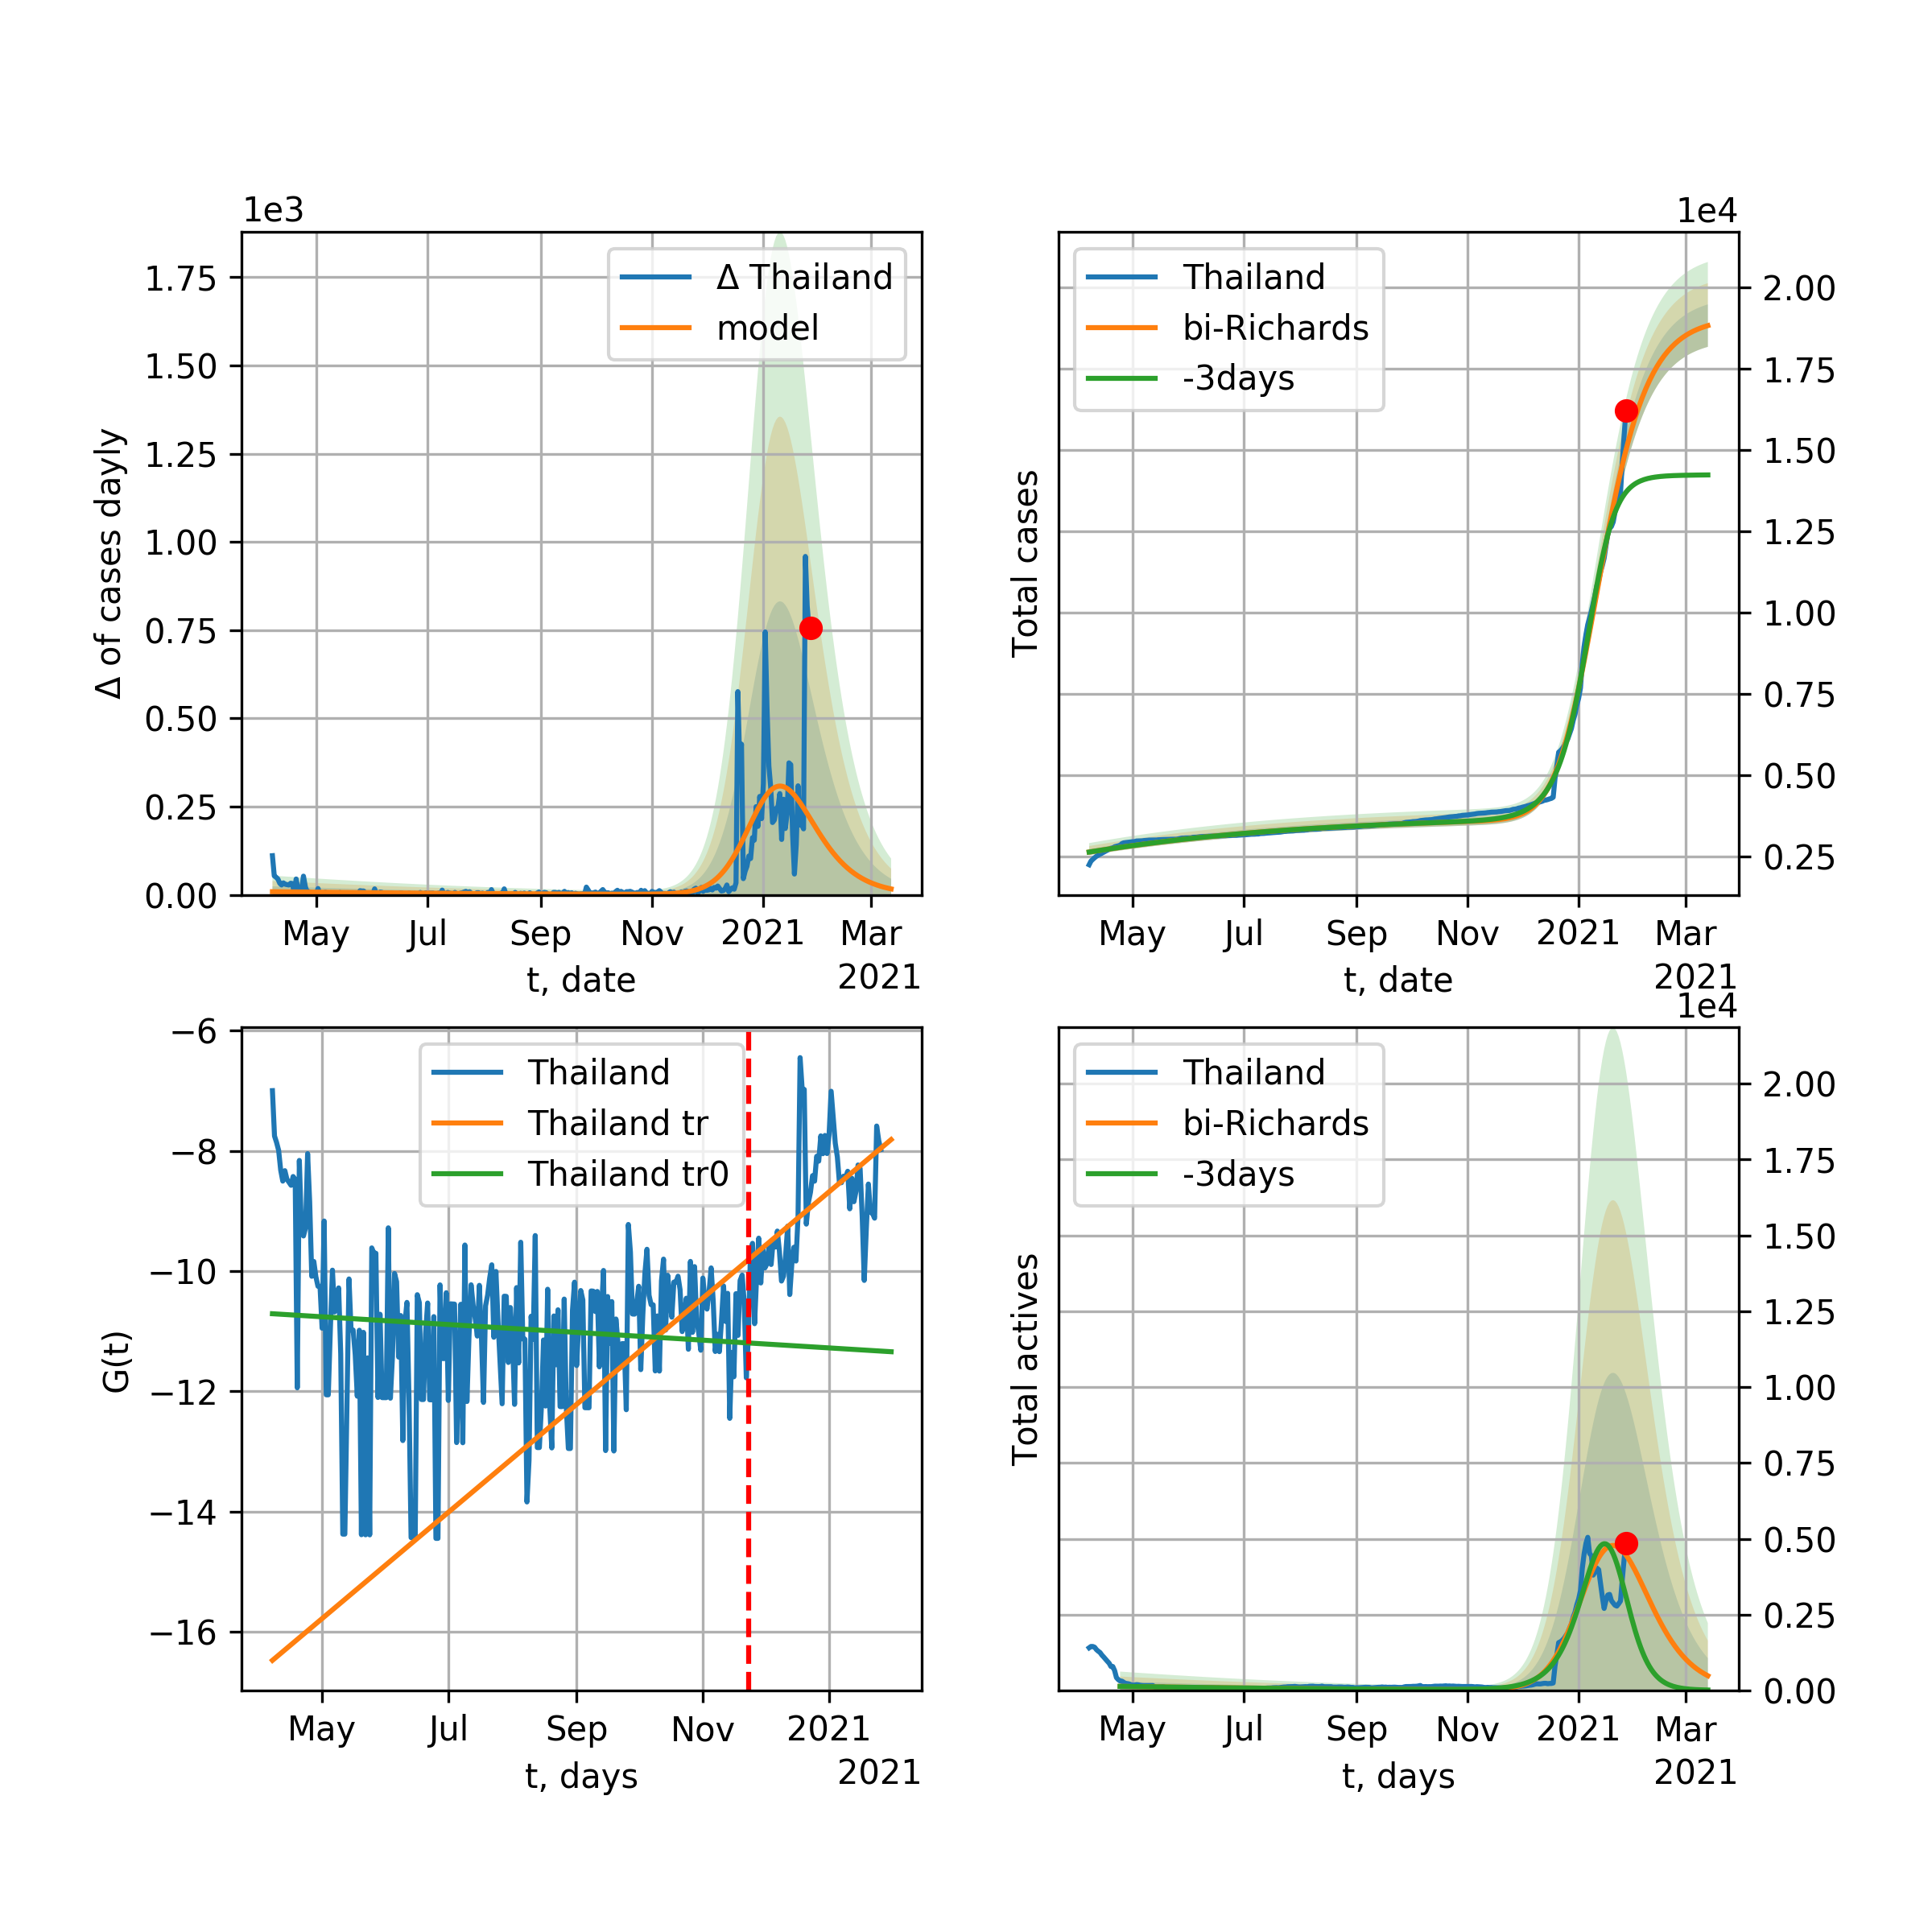 1e3
1.75
1.50
1.25
1.00
0.75
0.50
0.25
0.00
Δ of cases dayly
Δ Thailand
model
May Jul Sep Nov 2021 Mar
2021
t, date
1e4
Thailand
bi-Richards
-3days
Total cases
2.00
1.75
1.50
1.25
1.00
0.75
0.50
0.25
May Jul Sep Nov 2021 Mar
2021
t, date
−6
−8
−10
−12
−14
−16
G(t)
Thailand
Thailand tr
Thailand tr0
May Jul Sep Nov 2021
2021
t, days
1e4
Thailand
bi-Richards
-3days
Total actives
2.00
1.75
1.50
1.25
1.00
0.75
0.50
0.25
0.00
May Jul Sep Nov 2021 Mar
2021
t, days